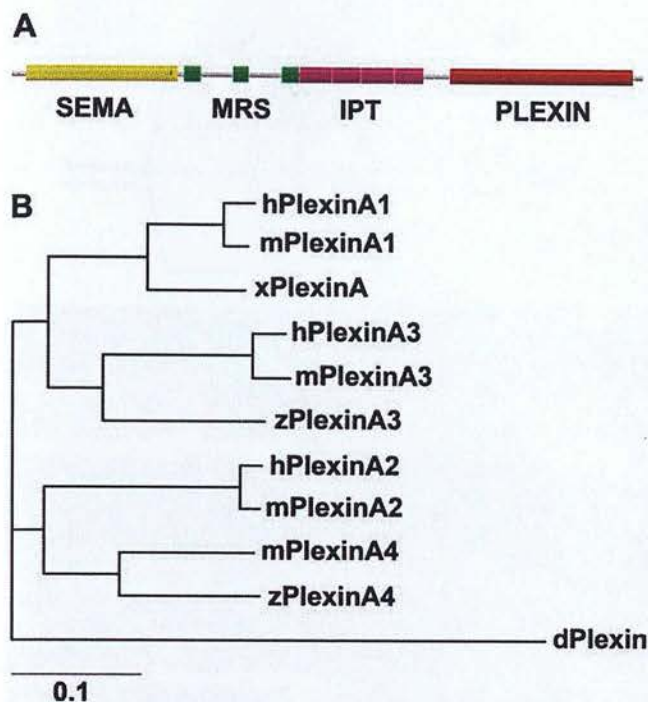 A
SEMA MRS IPT PLEXIN
B
hPlexinA1
mPlexinA1
xPlexinA
hPlexinA3
mPlexinA3
zPlexinA3
hPlexinA2
mPlexinA2
mPlexinA4
zPlexinA4
dPlexin
0.1